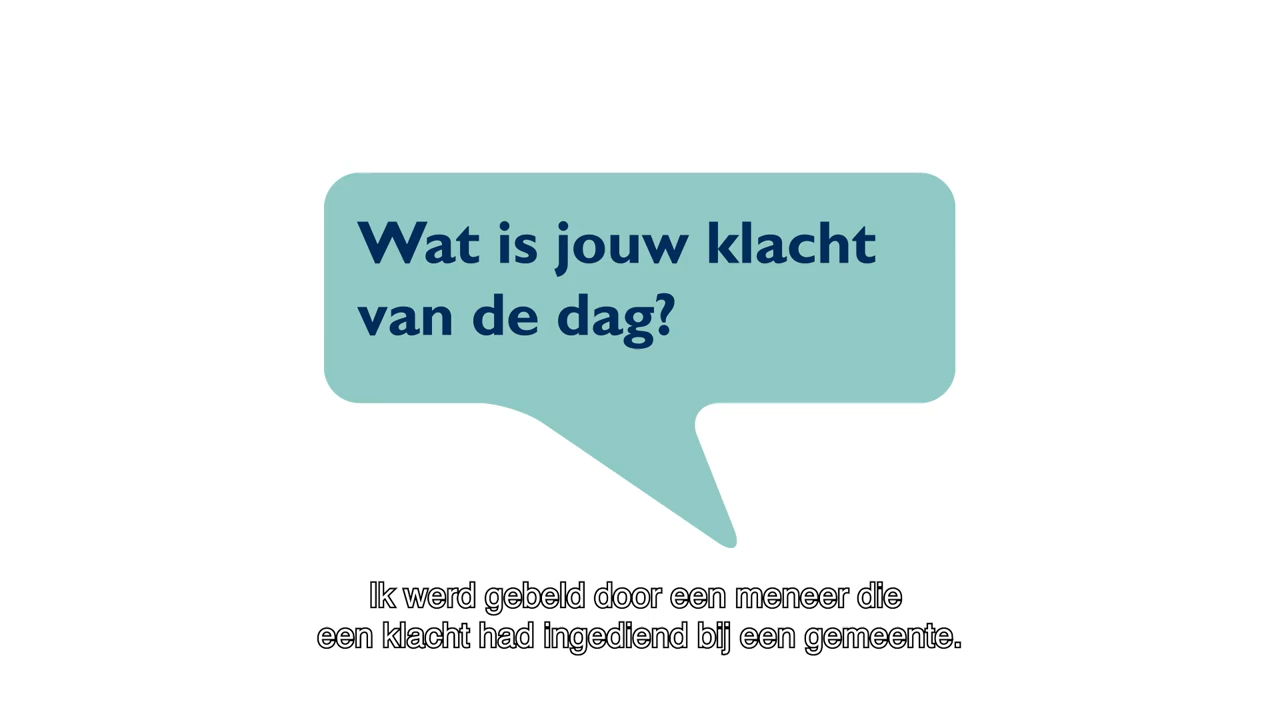 Wat is jouw klacht
van de dag?
Ik werd gebeld door een meneer die
een klacht had ingediend bij een gemeente.